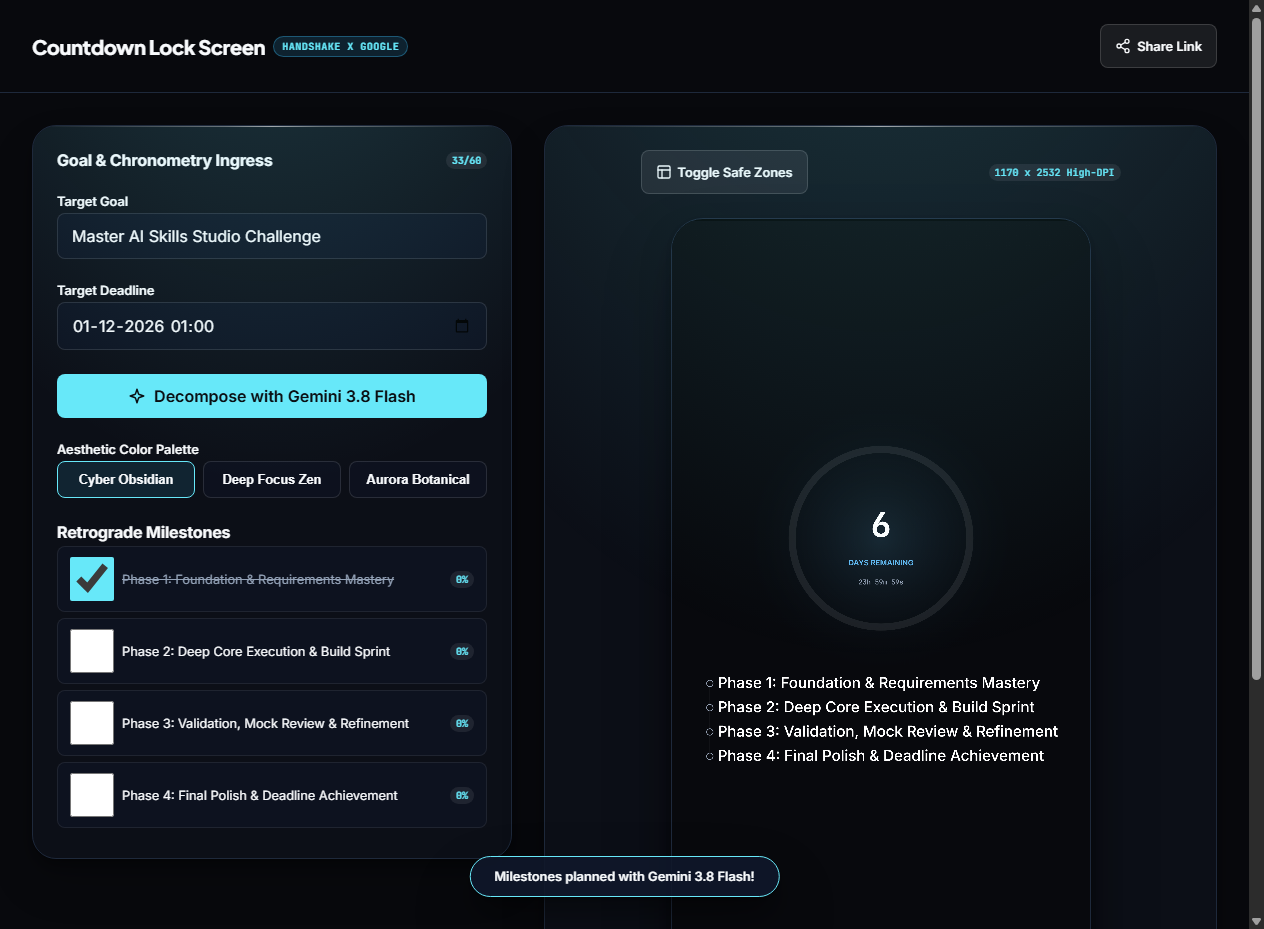 Countdown Lock Screen
HANDSHAKE X GOOGLE
Share Link
Goal & Chronometry Ingress
33/60
Target Goal
Master AI Skills Studio Challenge
Target Deadline
01-12-2026 01:00
Decompose with Gemini 3.8 Flash
Aesthetic Color Palette
Cyber Obsidian
Deep Focus Zen
Aurora Botanical
Retrograde Milestones
Phase 1: Foundation & Requirements Mastery
0%
Phase 2: Deep Core Execution & Build Sprint
0%
Phase 3: Validation, Mock Review & Refinement
0%
Phase 4: Final Polish & Deadline Achievement
0%
Toggle Safe Zones
1170 x 2532 High-DPI
6
DAYS REMAINING
23h 59m 59s
Phase 1: Foundation & Requirements Mastery
Phase 2: Deep Core Execution & Build Sprint
Phase 3: Validation, Mock Review & Refinement
Phase 4: Final Polish & Deadline Achievement
Milestones planned with Gemini 3.8 Flash!